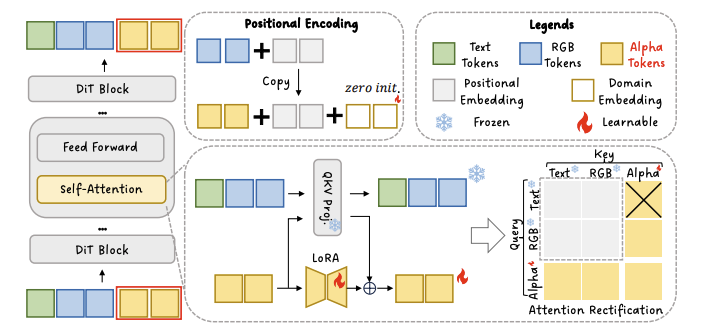 DiT Block
Feed Forward
Self-Attention
DiT Block
Positional Encoding
Copy
zero init.
Legends
Text
Tokens
RGB
Tokens
Alpha
Tokens
Positional
Embedding
Domain
Embedding
Frozen
Learnable
QKV Proj.
LoRA
Key
Text
RGB
Alpha
Query
Text
RGB
Alpha
Attention Rectification